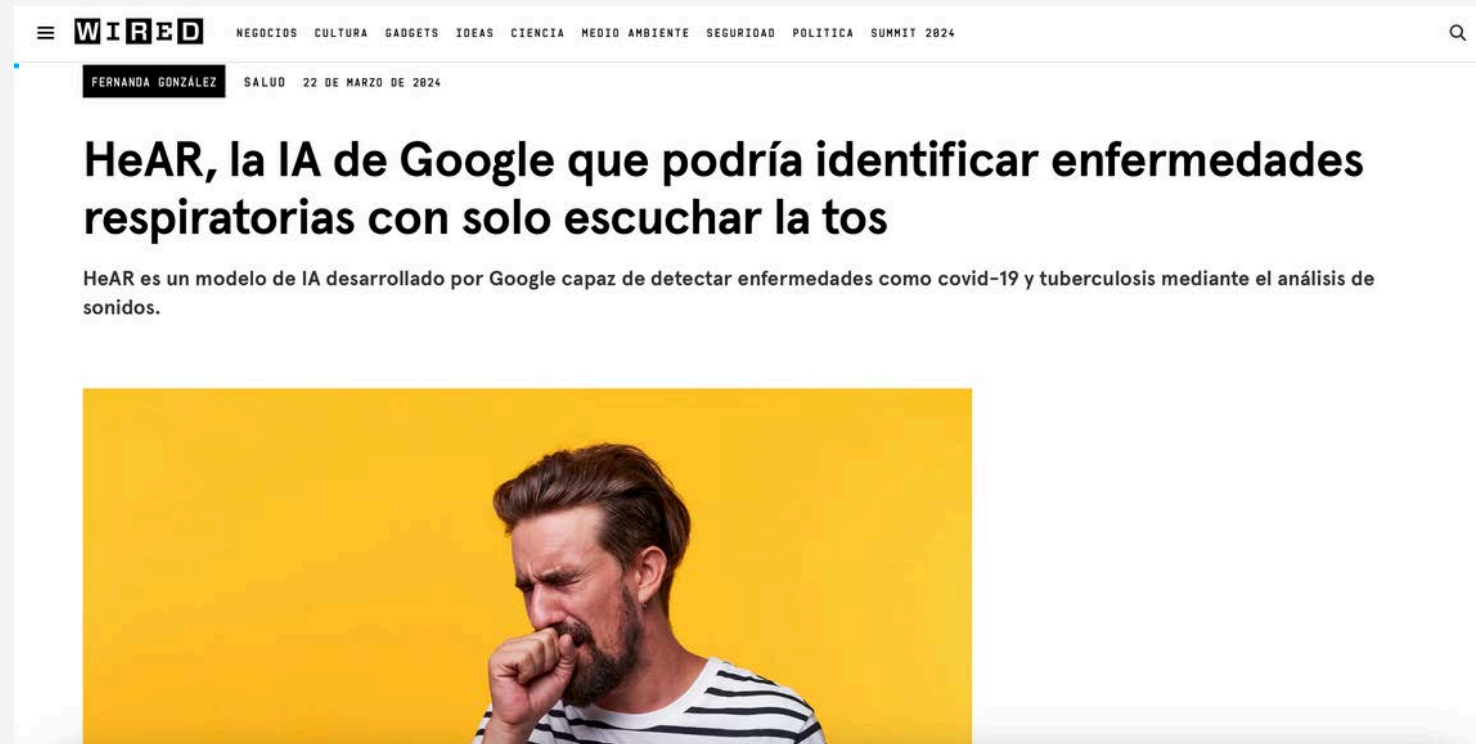 WIRED NEGOCIOS CULTURA GADGETS IDEAS CIENCIA MEDIO AMBIENTE SEGURIDAD POLITICA SUMMIT 2024
FERNANDA GONZÁLEZ SALUD 22 DE MARZO DE 2024
HeAR, la IA de Google que podría identificar enfermedades
respiratorias con solo escuchar la tos
HeAR es un modelo de IA desarrollado por Google capaz de detectar enfermedades como covid-19 y tuberculosis mediante el análisis de
sonidos.